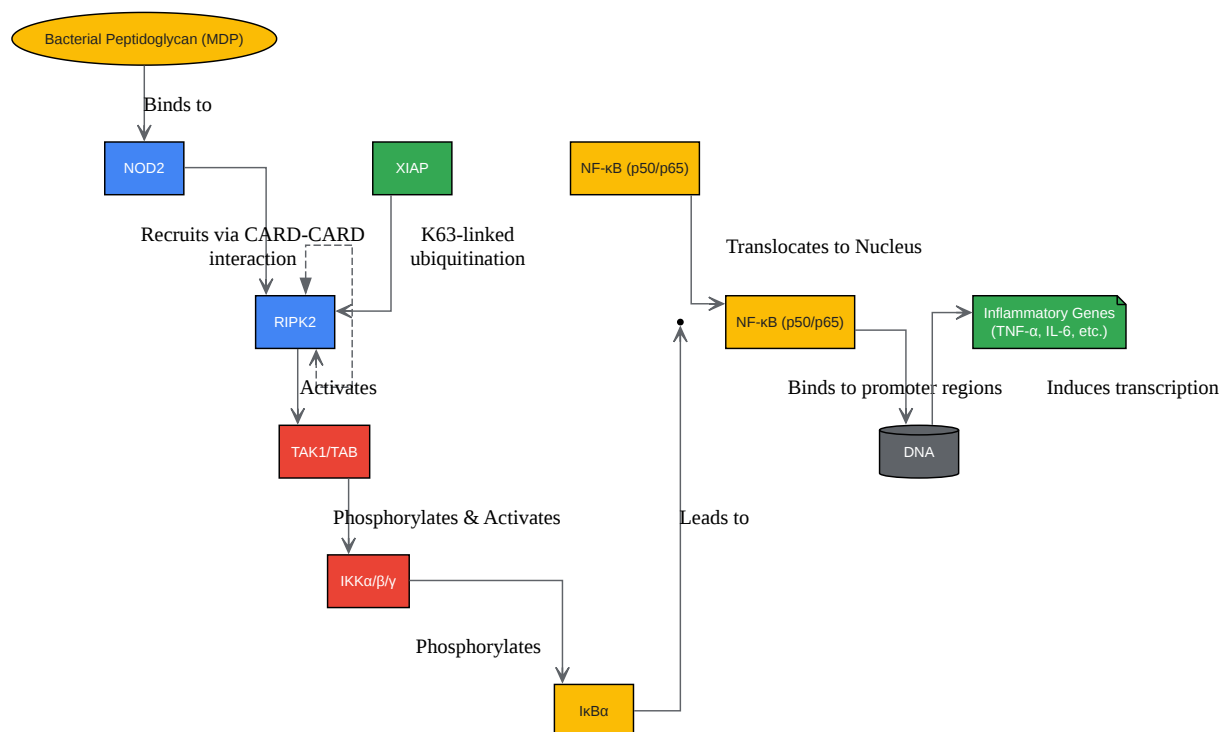 Bacterial Peptidoglycan (MDP)
Binds to
NOD2
XIAP
NF-κB (p50/p65)
Recruits via CARD-CARD
interaction
K63-linked
ubiquitination
Translocates to Nucleus
RIPK2
NF-κB (p50/p65)
Inflammatory Genes
(TNF-α, IL-6, etc.)
Activates
Binds to promoter regions
Induces transcription
TAK1/TAB
DNA
Phosphorylates & Activates
Leads to
IKKα/β/γ
Phosphorylates
IκBα